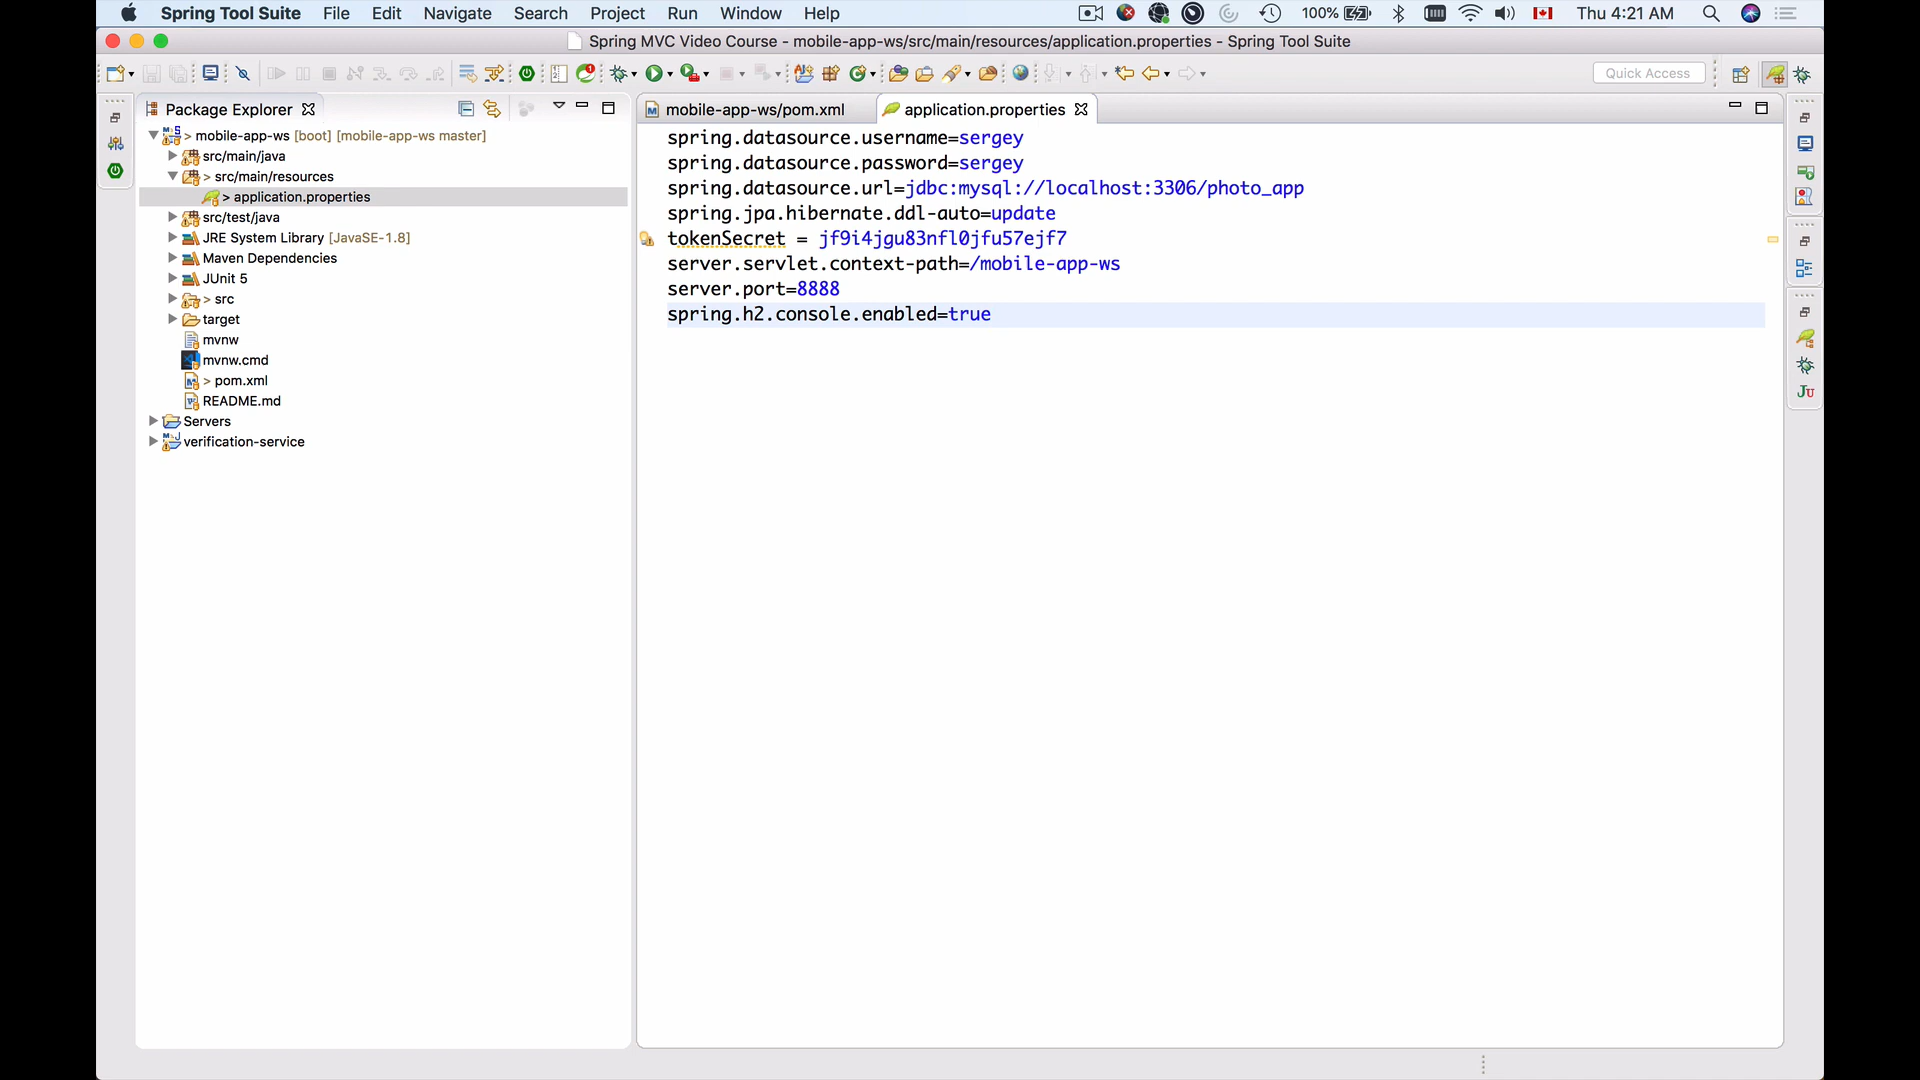 Spring Tool Suite File Edit Navigate Search Project Run Window Help 100% Thu 4:21 AM
Spring MVC Video Course - mobile-app-ws/src/main/resources/application.properties - Spring Tool Suite
Quick Access
Package Explorer
> mobile-app-ws [boot] [mobile-app-ws master]
src/main/java
> src/main/resources
> application.properties
src/test/java
JRE System Library [JavaSE-1.8]
Maven Dependencies
JUnit 5
> src
target
mvnw
mvnw.cmd
> pom.xml
README.md
Servers
verification-service
mobile-app-ws/pom.xml
application.properties
spring.datasource.username=sergey
spring.datasource.password=sergey
spring.datasource.url=jdbc:mysql://localhost:3306/photo_app
spring.jpa.hibernate.ddl-auto=update
tokenSecret = jf9i4jgu83nfl0jfu57ejf7
server.servlet.context-path=/mobile-app-ws
server.port=8888
spring.h2.console.enabled=true
JU